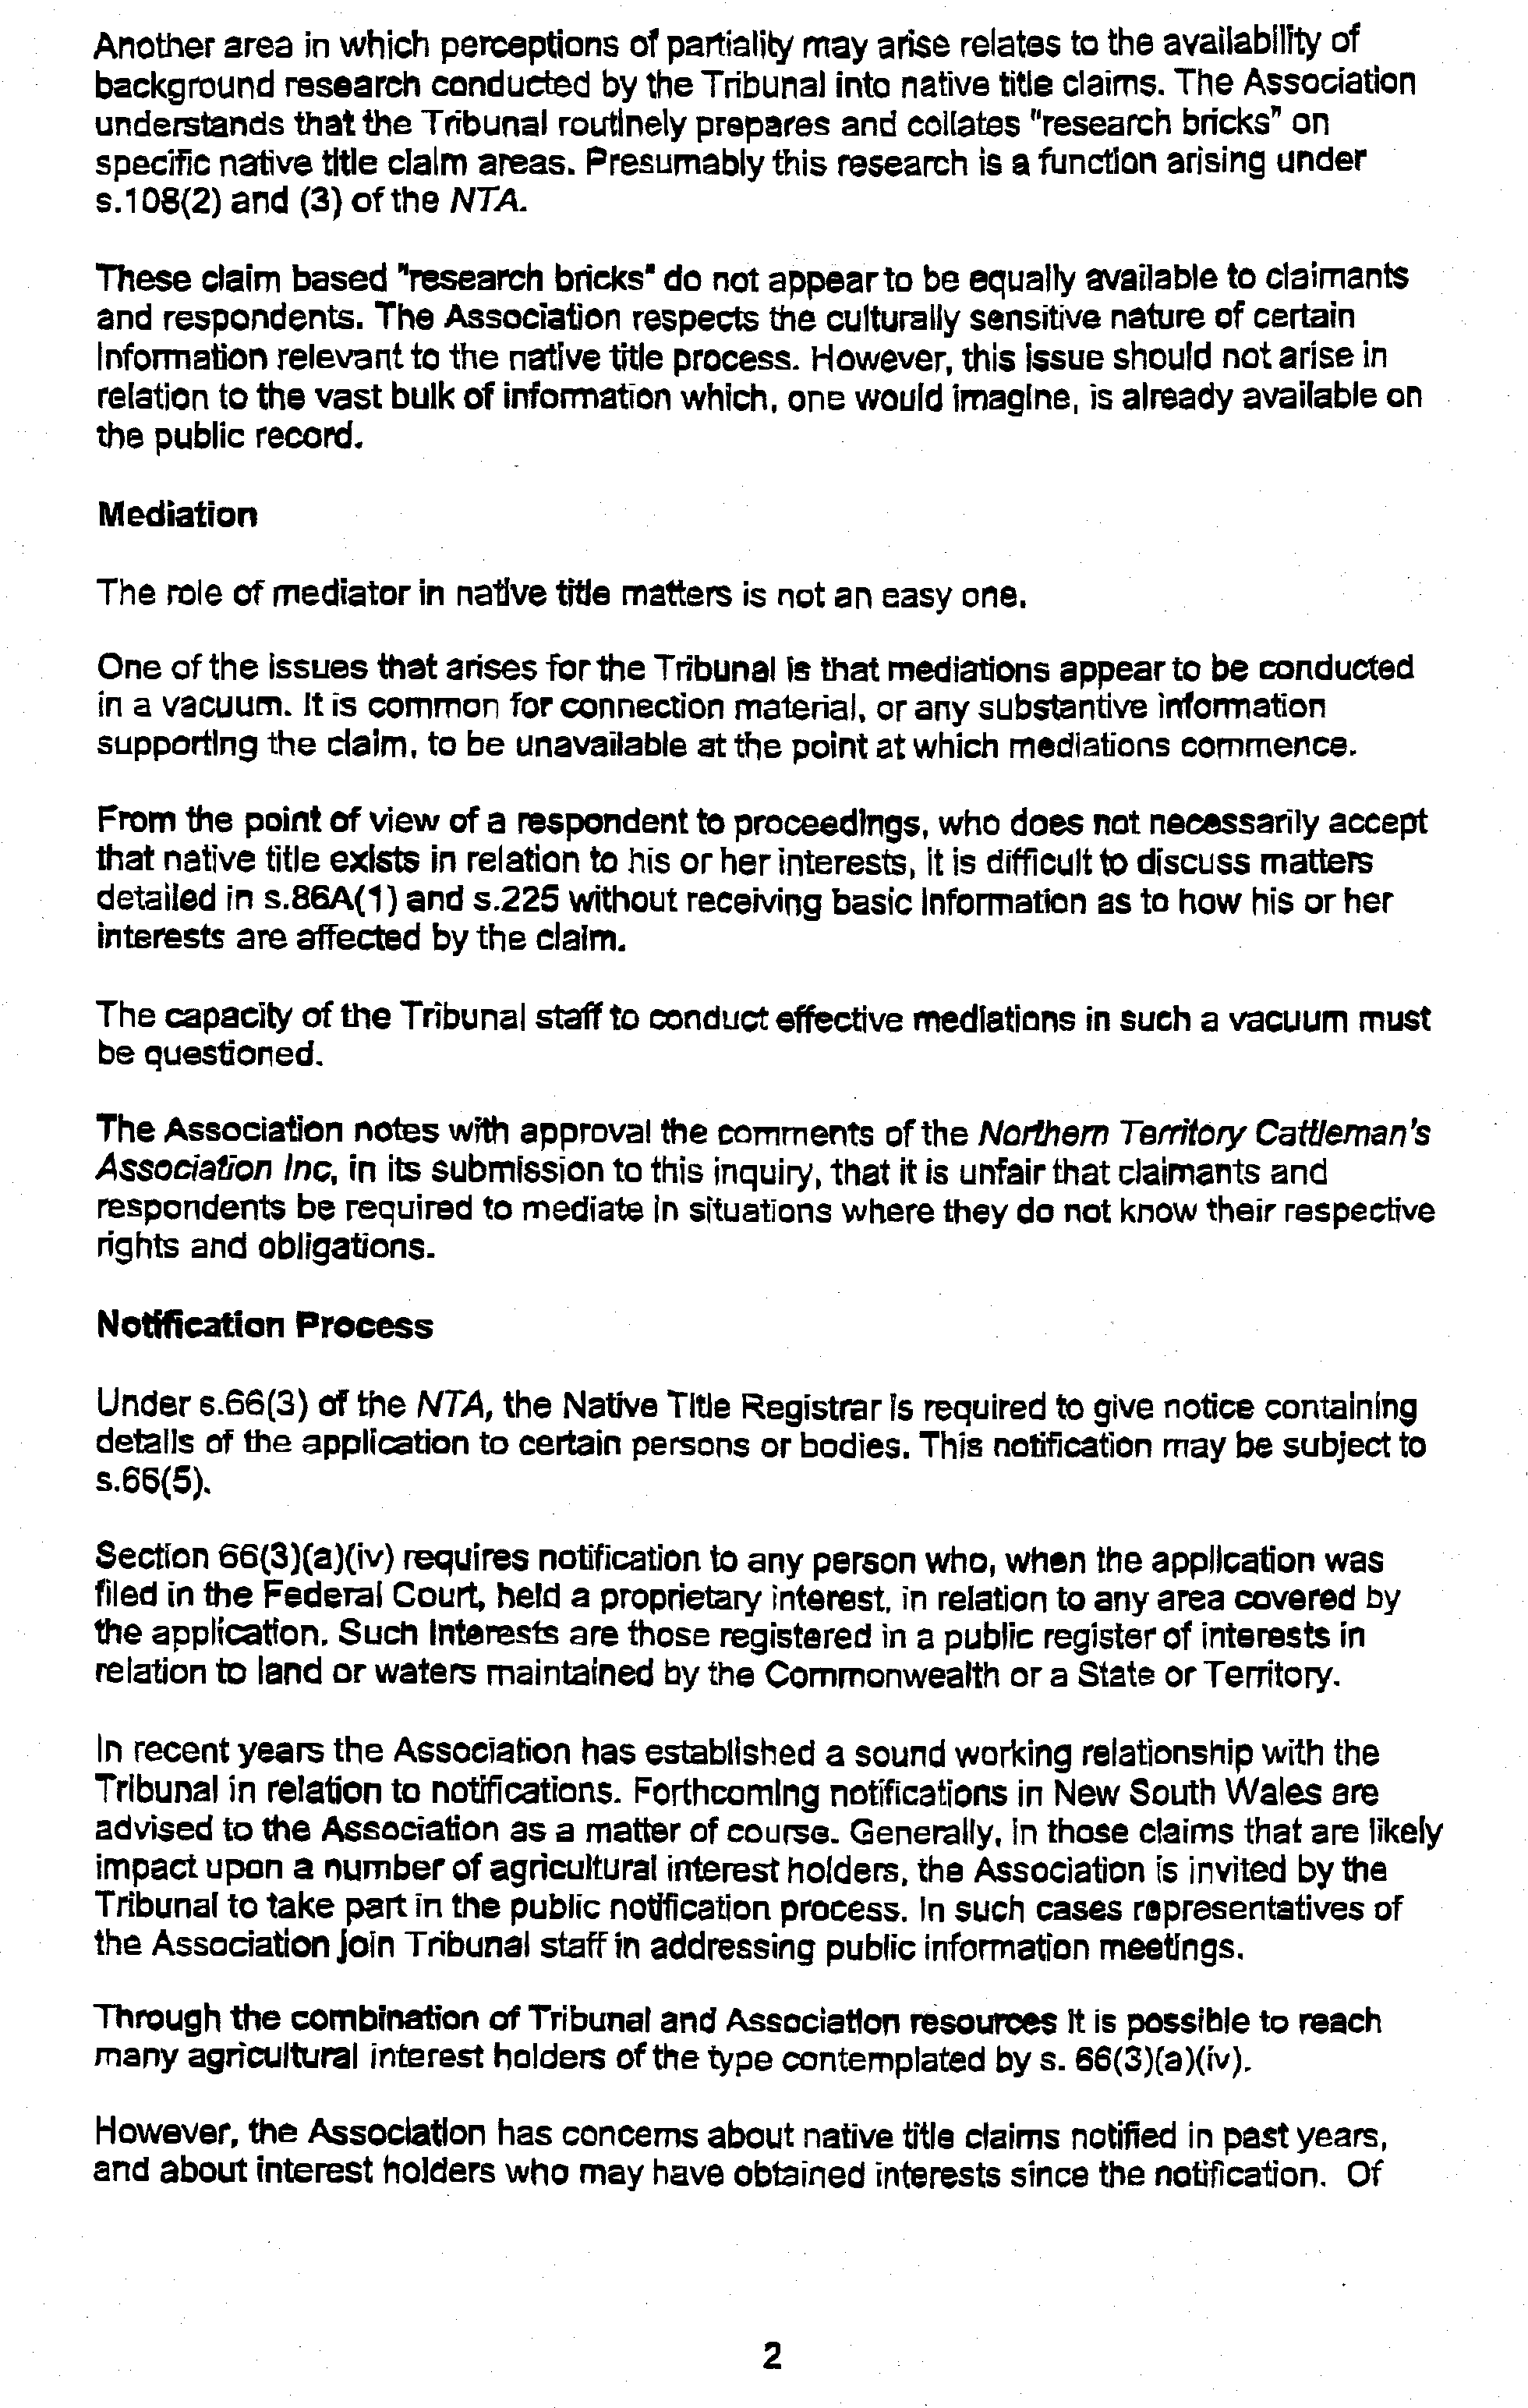 Another area in which perceptions of partiality may arise relates to the availability of
background research conducted by the Tribunal into native title claims. The Association
understands that the Tribunal routinely prepares and collates "research bricks" on
specific native title claim areas. Presumably this research is a function arising under
s.108(2) and (3) of the NTA.
These claim based "research bricks" do not appear to be equally available to claimants
and respondents. The Association respects the culturally sensitive nature of certain
information relevant to the native title process. However, this issue should not arise in
relation to the vast bulk of information which, one would imagine, is already available on
the public record.
Mediation
The role of mediator in native title matters is not an easy one.
One of the issues that arises for the Tribunal is that mediations appear to be conducted
in a vacuum. It is common for connection material, or any substantive information
supporting the claim, to be unavailable at the point at which mediations commence.
From the point of view of a respondent to proceedings, who does not necessarily accept
that native title exists in relation to his or her interests, it is difficult to discuss matters
detailed in s.86A(1) and s.225 without receiving basic information as to how his or her
interests are affected by the claim.
The capacity of the Tribunal staff to conduct effective mediations in such a vacuum must
be questioned.
The Association notes with approval the comments of the Northern Territory Cattleman's
Association Inc, in its submission to this inquiry, that it is unfair that claimants and
respondents be required to mediate in situations where they do not know their respective
rights and obligations.
Notification Process
Under s.66(3) of the NTA, the Native Title Registrar is required to give notice containing
details of the application to certain persons or bodies. This notification may be subject to
s.66(5).
Section 66(3)(a)(iv) requires notification to any person who, when the application was
filed in the Federal Court, held a proprietary interest, in relation to any area covered by
the application. Such interests are those registered in a public register of interests in
relation to land or waters maintained by the Commonwealth or a State or Territory.
In recent years the Association has established a sound working relationship with the
Tribunal in relation to notifications. Forthcoming notifications in New South Wales are
advised to the Association as a matter of course. Generally, in those claims that are likely
impact upon a number of agricultural interest holders, the Association is invited by the
Tribunal to take part in the public notification process. In such cases representatives of
the Association join Tribunal staff in addressing public information meetings.
Through the combination of Tribunal and Association resources it is possible to reach
many agricultural interest holders of the type contemplated by s. 66(3)(a)(iv).
However, the Association has concerns about native title claims notified in past years,
and about interest holders who may have obtained interests since the notification. Of
2